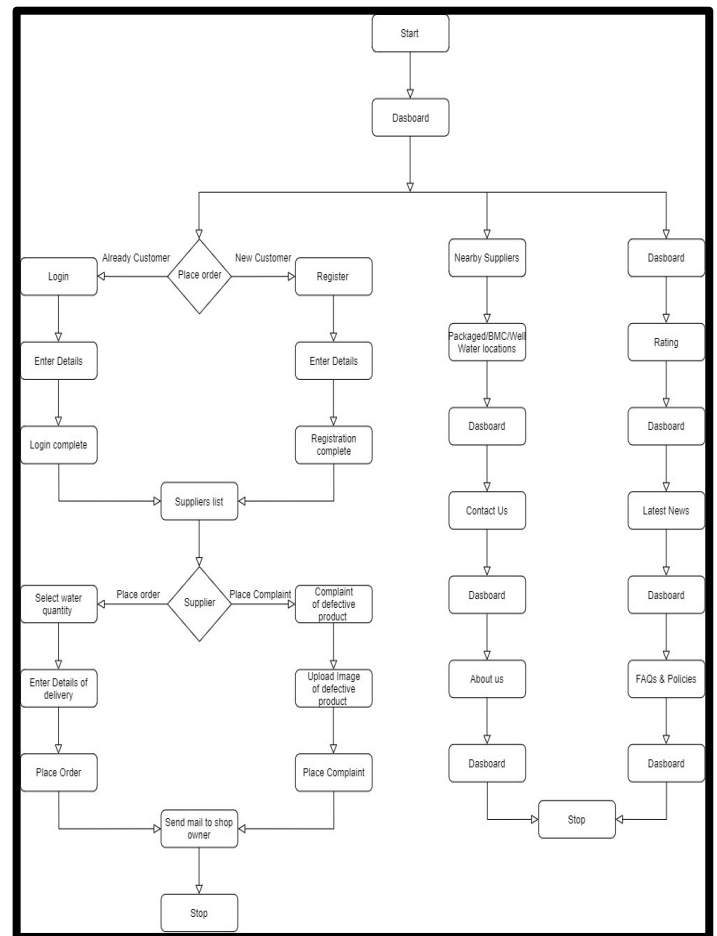 Start
Dasboard
Already Customer
New Customer
Login
Place order
Register
Nearby Suppliers
Dasboard
Enter Details
Enter Details
Packaged/BMC/Well
Water locations
Rating
Login complete
Registration
complete
Dasboard
Dasboard
Suppliers list
Contact Us
Latest News
Select water
quantity
Place order
Supplier
Place Complaint
Complaint
of defective
product
Dasboard
Dasboard
Enter Details of
delivery
Upload Image
of defective
product
About us
FAQs & Policies
Place Order
Place Complaint
Dasboard
Dasboard
Send mail to shop
owner
Stop
Stop